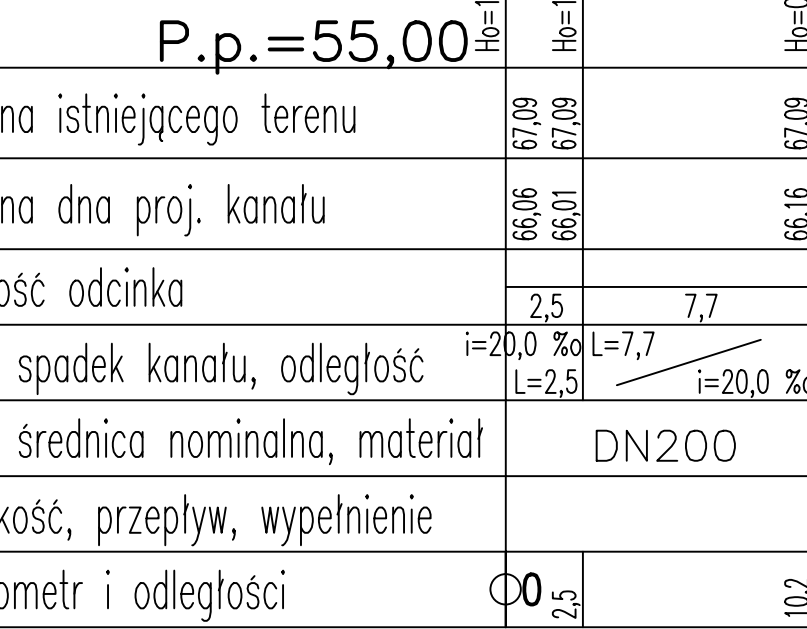 P.p.=55,00 Ho=1 Ho=1 Ho=0
na istniejącego terenu 67,09 67,09 67,09
na dna proj. kanału 66,06 66,01 66,16
ość odcinka 2,5 7,7
i=20,0 ‰ L=7,7
spadek kanału, odległość L=2,5 i=20,0 ‰
średnica nominalna, materiał DN200
kość, przepływ, wypełnienie
ometr i odległości 0 2,5 10,2